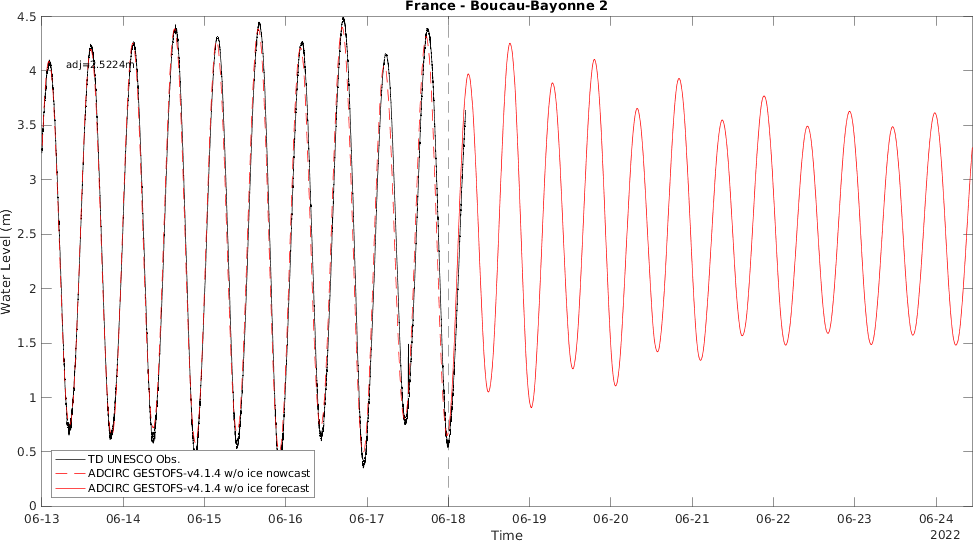 France - Boucau-Bayonne 2
4.5
4
3.5
3
2.5
2
1.5
1
0.5
0
Water Level (m)
adj=2.5224m
TD UNESCO Obs.
ADCIRC GESTOFS-v4.1.4 w/o ice nowcast
ADCIRC GESTOFS-v4.1.4 w/o ice forecast
06-13 06-14 06-15 06-16 06-17 06-18 06-19 06-20 06-21 06-22 06-23 06-24
Time
2022